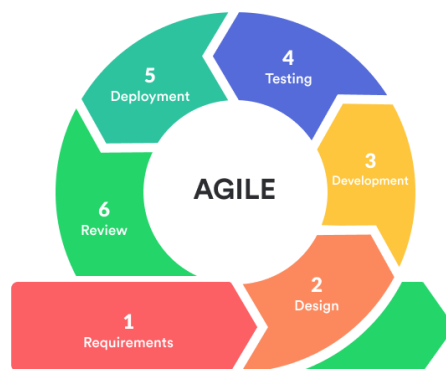 AGILE
1
Requirements
2
Design
3
Development
4
Testing
5
Deployment
6
Review